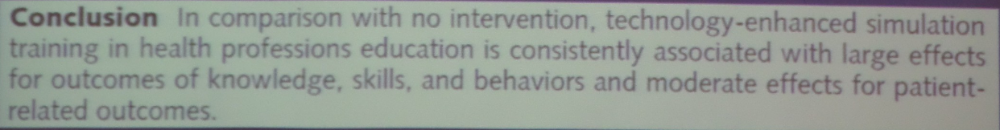 Conclusion In comparison with no intervention, technology-enhanced simulation
training in health professions education is consistently associated with large effects
for outcomes of knowledge, skills, and behaviors and moderate effects for patient-
related outcomes.